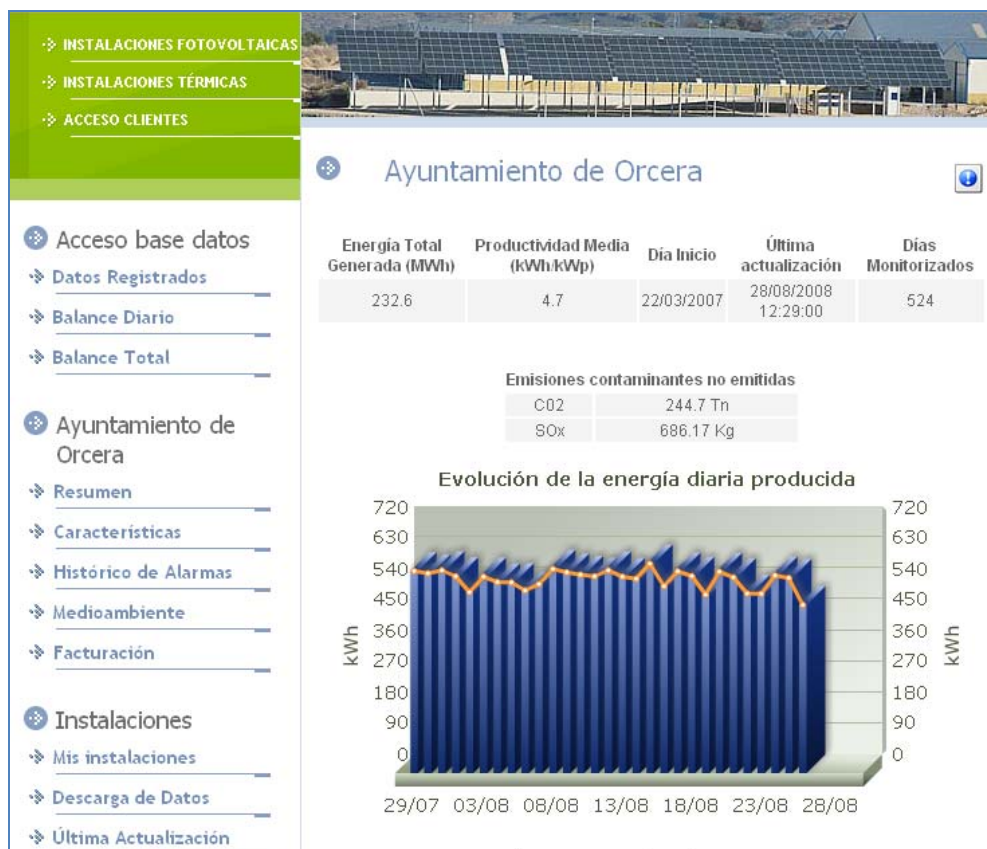 INSTALACIONES FOTOVOLTAICAS
INSTALACIONES TÉRMICAS
ACCESO CLIENTES
Acceso base datos
Datos Registrados
Balance Diario
Balance Total
Ayuntamiento de
Orcera
Resumen
Características
Histórico de Alarmas
Medioambiente
Facturación
Instalaciones
Mis instalaciones
Descarga de Datos
Última Actualización
Ayuntamiento de Orcera
Energía Total Generada (MWh) Productividad Media (kWh/kWp) Día Inicio Última actualización Días Monitorizados
232.6 4.7 22/03/2007 28/08/2008 12:29:00 524
Emisiones contaminantes no emitidas
C02 244.7 Tn
SOx 686.17 Kg
Evolución de la energía diaria producida
720 720
630 630
540 540
450 450
360 360
270 270
180 180
90 90
0 0
kWh kWh
29/07 03/08 08/08 13/08 18/08 23/08 28/08